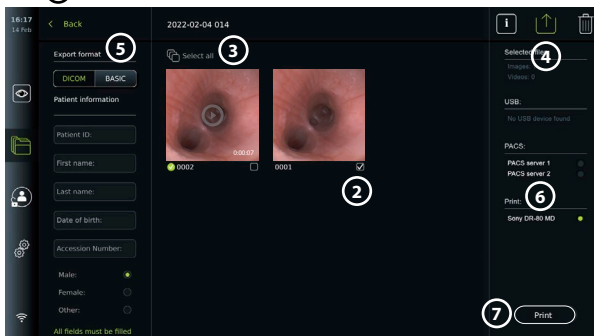 16:17
14 Feb
< Back
2022-02-04 014
i
Export format
5
DICOM
BASIC
Patient information
Patient ID:
First name:
Last name:
Date of birth:
Accession Number:
Male:
Female:
Other:
All fields must be filled
Select all
3
0:00:07
0002
0001
2
Selected files:
4
Images:
Videos: 0
USB:
No USB device found
PACS:
PACS server 1
PACS server 2
Print:
6
Sony DR-80 MD
7
Print